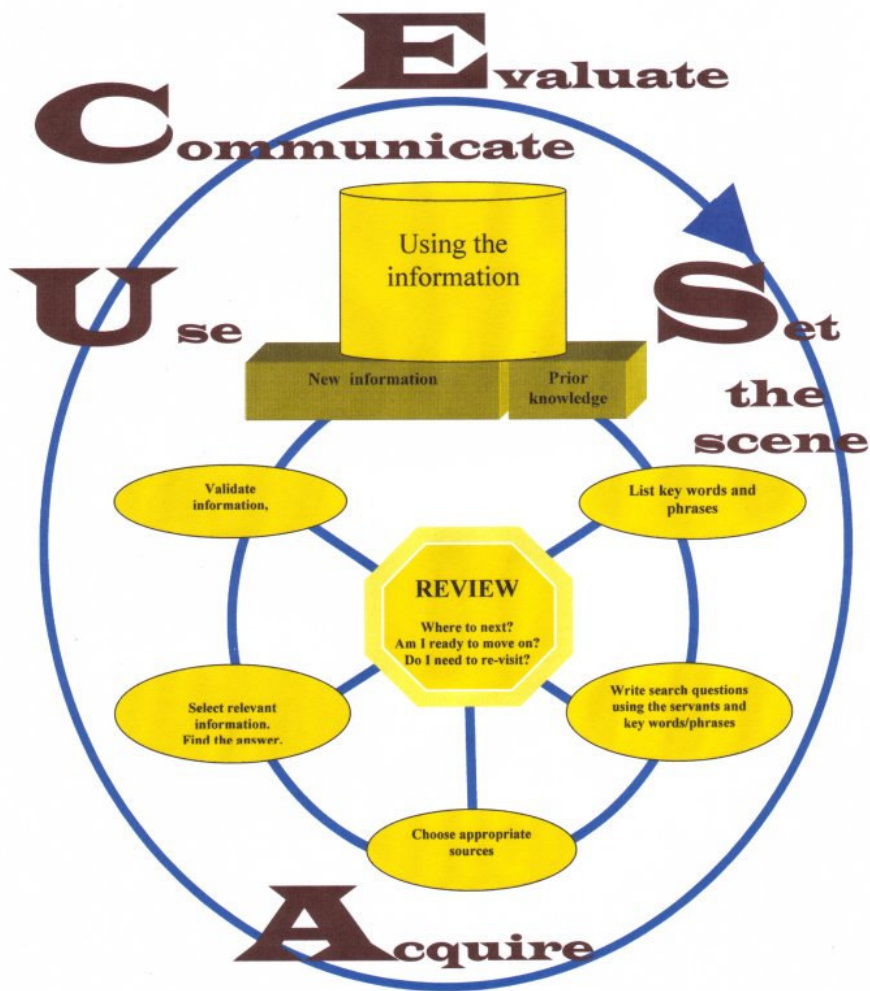 Evaluate
Communicate
Using the
information
Use
Set
the
scene
New information
Prior
knowledge
Validate
information,
List key words and
phrases
REVIEW
Where to next?
Am I ready to move on?
Do I need to re-visit?
Select relevant
information.
Find the answer.
Write search questions
using the servants and
key words/phrases
Choose appropriate
sources
Acquire